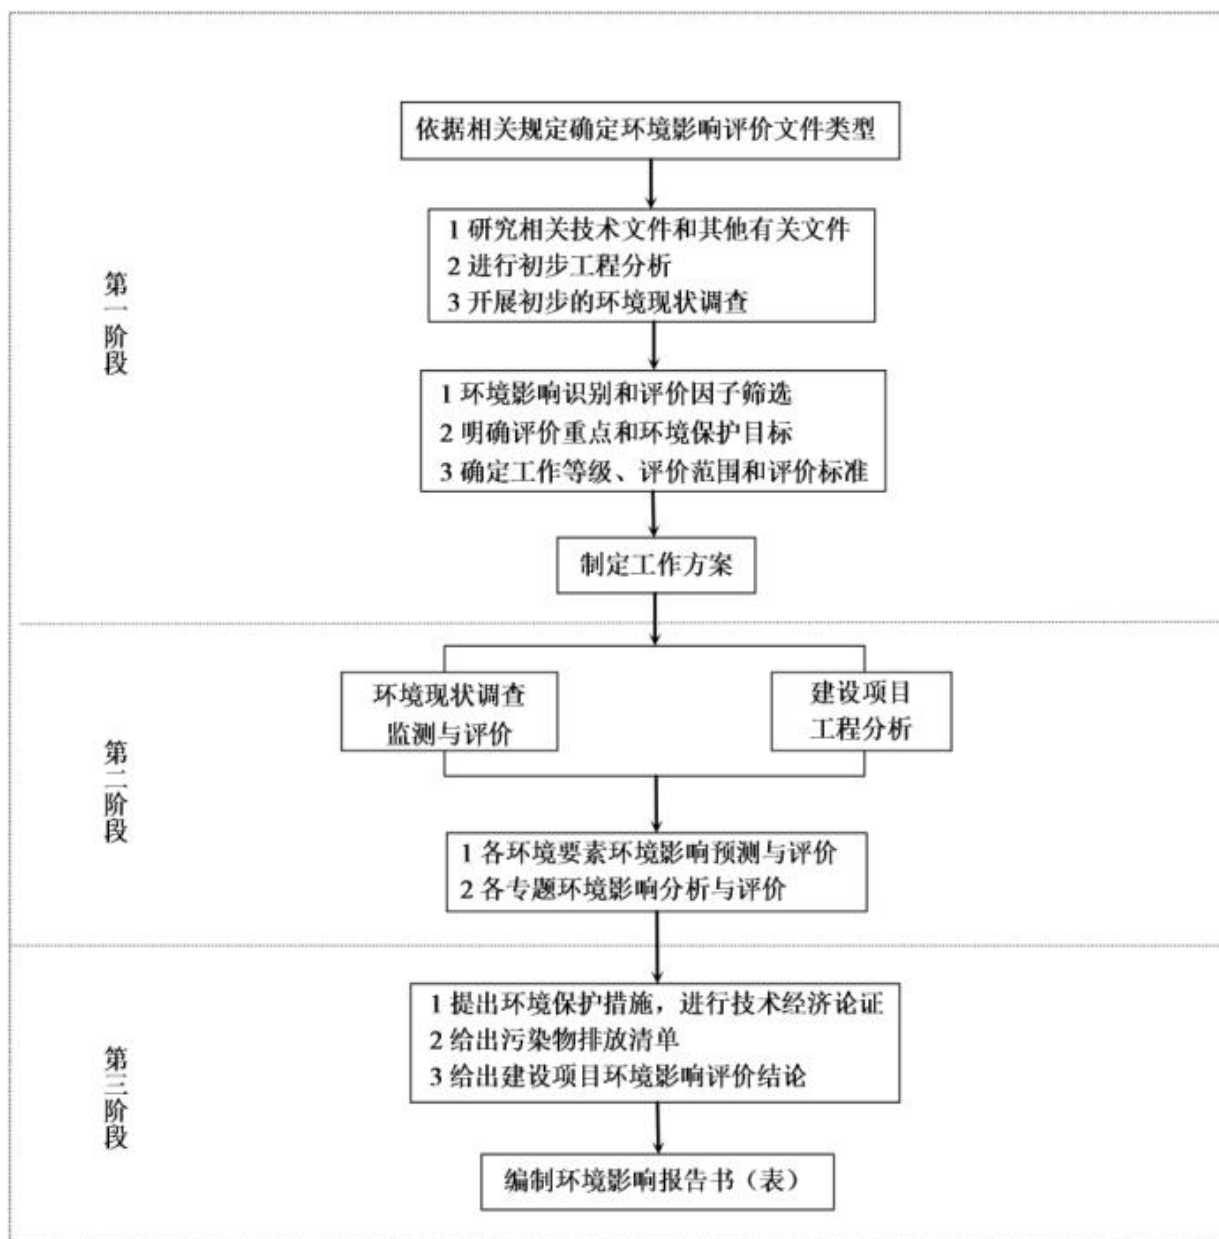 依据相关规定确定环境影响评价文件类型
1 研究相关技术文件和其他有关文件
2 进行初步工程分析
3 开展初步的环境现状调查
第一阶段
1 环境影响识别和评价因子筛选
2 明确评价重点和环境保护目标
3 确定工作等级、评价范围和评价标准
制定工作方案
环境现状调查
监测与评价
建设项目
工程分析
第二阶段
1 各环境要素环境影响预测与评价
2 各专题环境影响分析与评价
1 提出环境保护措施，进行技术经济论证
2 给出污染物排放清单
3 给出建设项目环境影响评价结论
第三阶段
编制环境影响报告书（表）